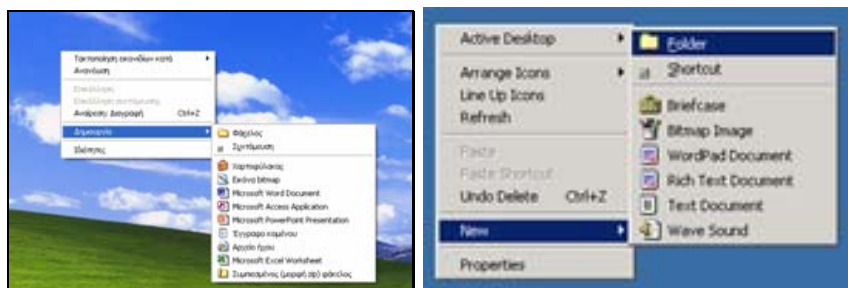 Τακτοποίηση εικονιδίων κατά
Ανανέωση
Επικόλληση
Επικόλληση συντόμευσης
Αναίρεση: Διαγραφή Ctrl+Z
Δημιουργία
Ιδιότητες
Φάκελος
Συντόμευση
Χαρτοφύλακας
Εικόνα bitmap
Microsoft Word Document
Microsoft Access Application
Microsoft PowerPoint Presentation
Έγγραφο κειμένου
Αρχείο ήχου
Microsoft Excel Worksheet
Συμπιεσμένος (μορφή zip) φάκελος
Active Desktop
Arrange Icons
Line Up Icons
Refresh
Paste
Paste Shortcut
Undo Delete Ctrl+Z
New
Properties
Folder
Shortcut
Briefcase
Bitmap Image
WordPad Document
Rich Text Document
Text Document
Wave Sound